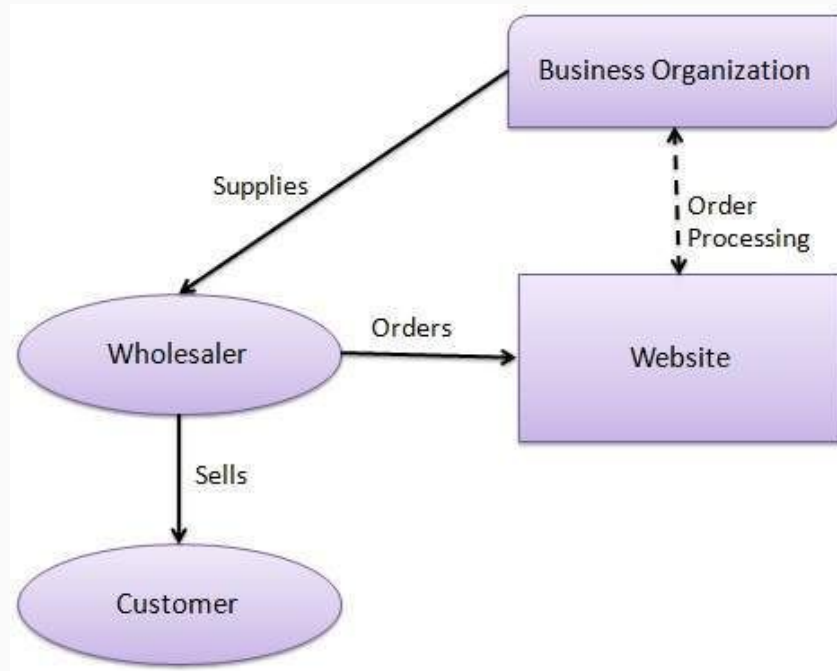 Business Organization
Supplies
Order
Processing
Orders
Wholesaler
Website
Sells
Customer